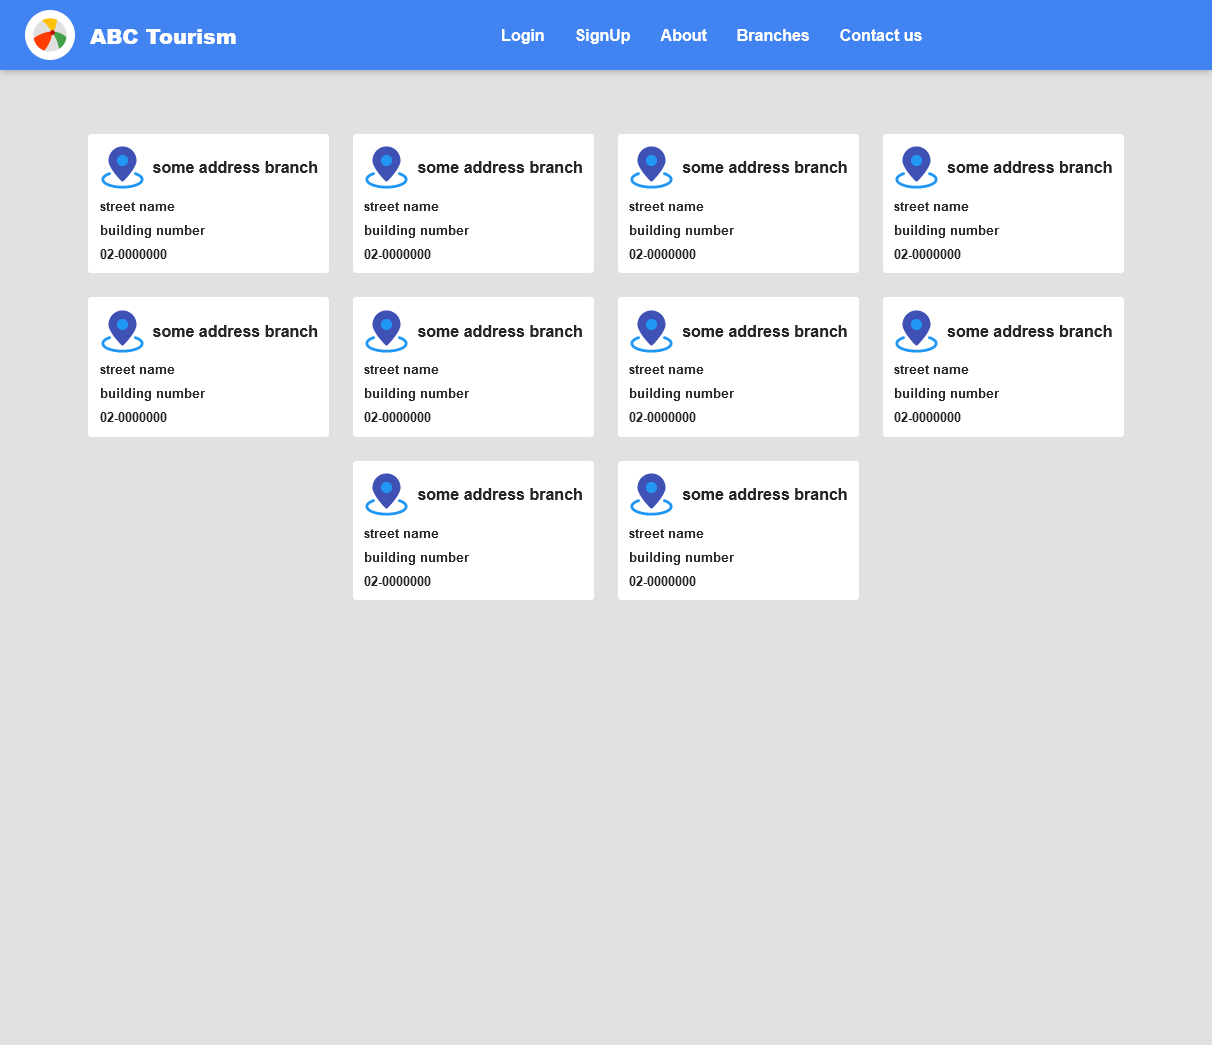 ABC Tourism
Login SignUp About Branches Contact us
some address branch
street name
building number
02-0000000
some address branch
street name
building number
02-0000000
some address branch
street name
building number
02-0000000
some address branch
street name
building number
02-0000000
some address branch
street name
building number
02-0000000
some address branch
street name
building number
02-0000000
some address branch
street name
building number
02-0000000
some address branch
street name
building number
02-0000000
some address branch
street name
building number
02-0000000
some address branch
street name
building number
02-0000000